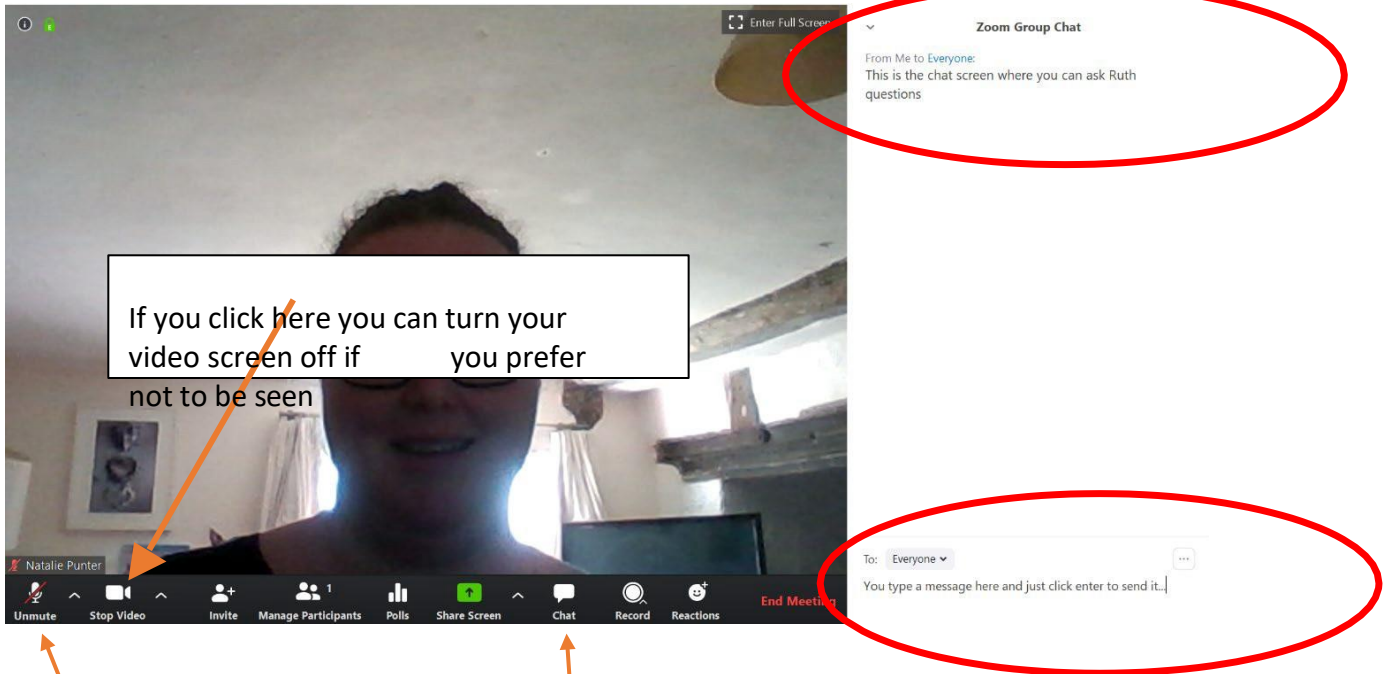 Enter Full Screen
Zoom Group Chat
From Me to Everyone:
This is the chat screen where you can ask Ruth
questions
If you click here you can turn your
video screen off if you prefer
not to be seen
Natalie Punter
To: Everyone
You type a message here and just click enter to send it...
1
Unmute Stop Video Invite Manage Participants Polls Share Screen Chat Record Reactions End Meeting